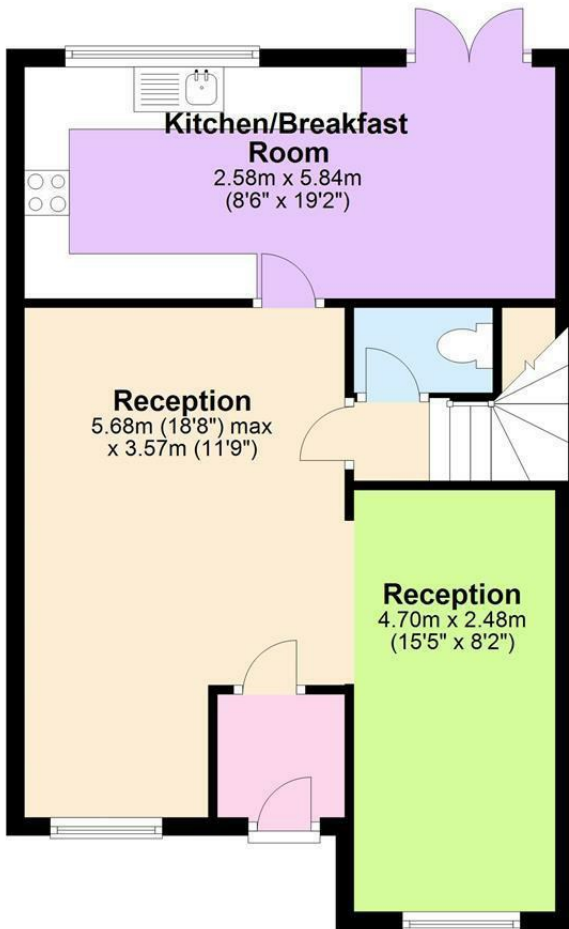 Kitchen/Breakfast
Room
2.58m x 5.84m
(8'6" x 19'2")
Reception
5.68m (18'8") max
x 3.57m (11'9")
Reception
4.70m x 2.48m
(15'5" x 8'2")